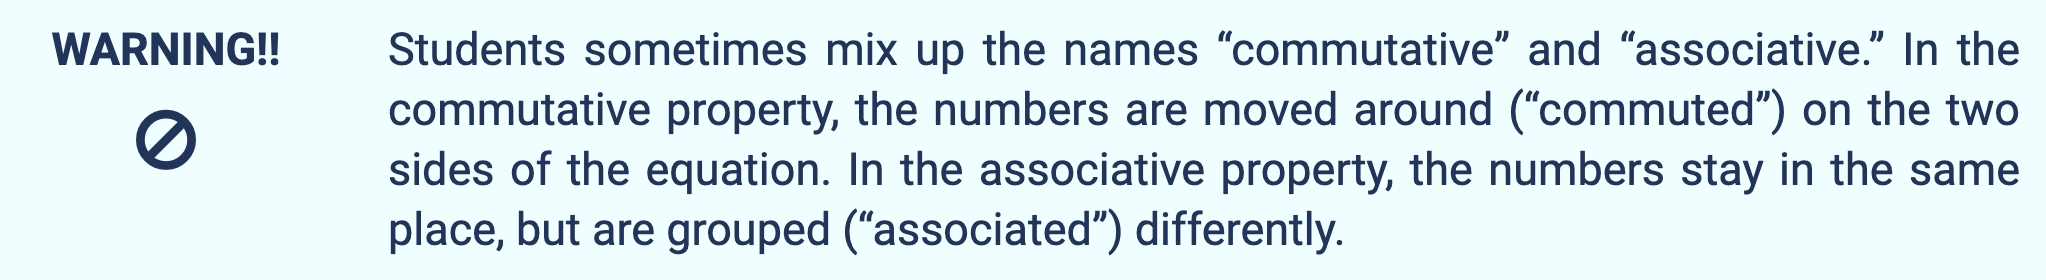 WARNING!!
Students sometimes mix up the names “commutative” and “associative.” In the
commutative property, the numbers are moved around (“commuted”) on the two
sides of the equation. In the associative property, the numbers stay in the same
place, but are grouped (“associated”) differently.